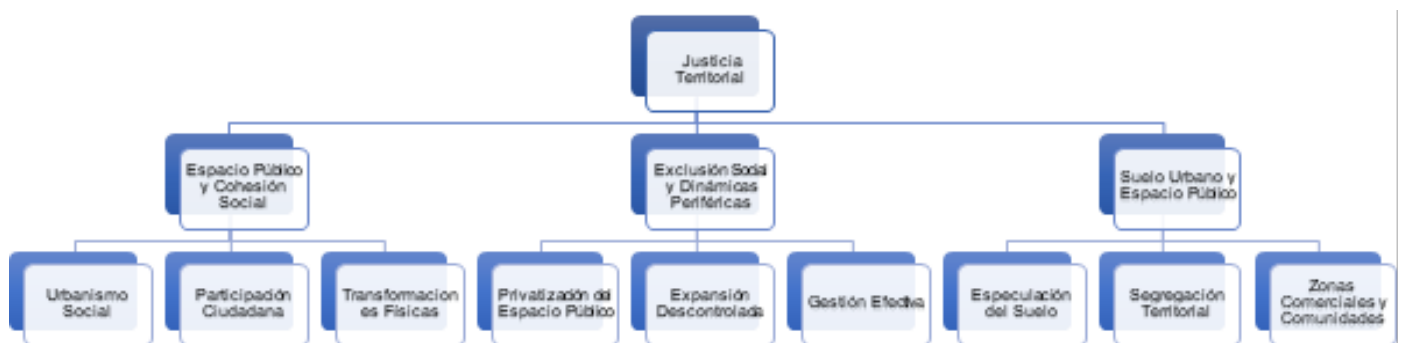 Justicia
Territorial
Espacio Público
y Cohesión
Social
Exclusión Social
y Dinámicas
Periféricas
Suelo Urbano y
Espacio Público
Urbanismo
Social
Participación
Ciudadana
Transformacion
es Físicas
Privatización del
Espacio Público
Expansión
Descontrolada
Gestión Efectiva
Especulación
del Suelo
Segregación
Territorial
Zonas
Comerciales y
Comunidades